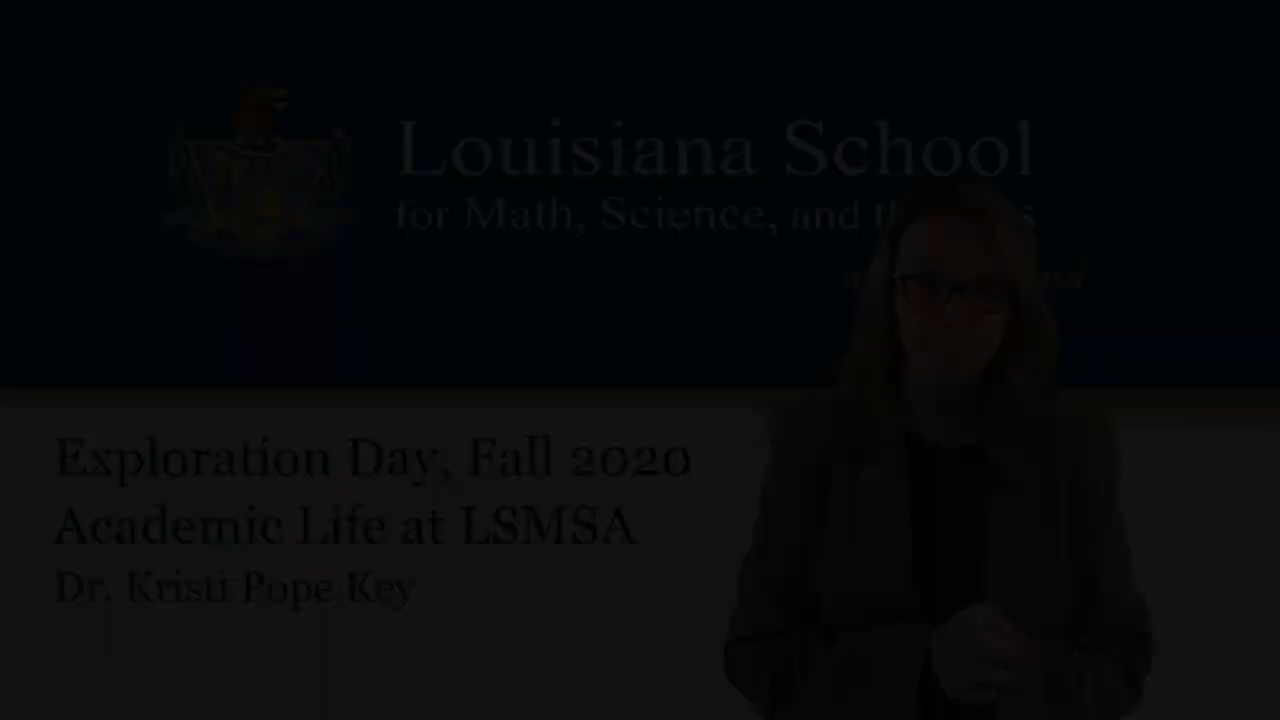 Louisiana School
for Math, Science, and
Exploration Day, Fall 2020
Academic Life at LSMSA
Dr. Kristi Pope Key